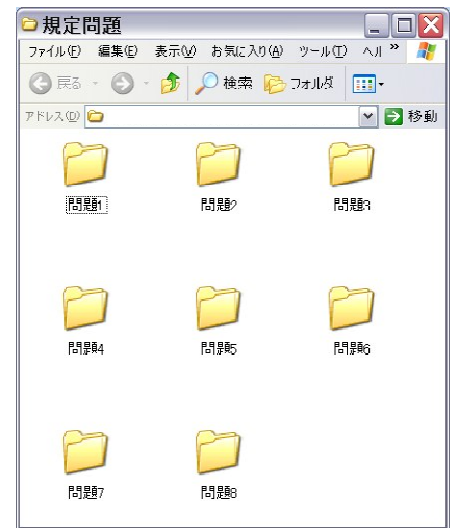 規定問題
ファイル(F) 編集(E) 表示(V) お気に入り(A) ツール(T) ヘル »
戻る 検索 フォルダ
アドレス(D) 移動
問題1 問題2 問題3
問題4 問題5 問題6
問題7 問題8